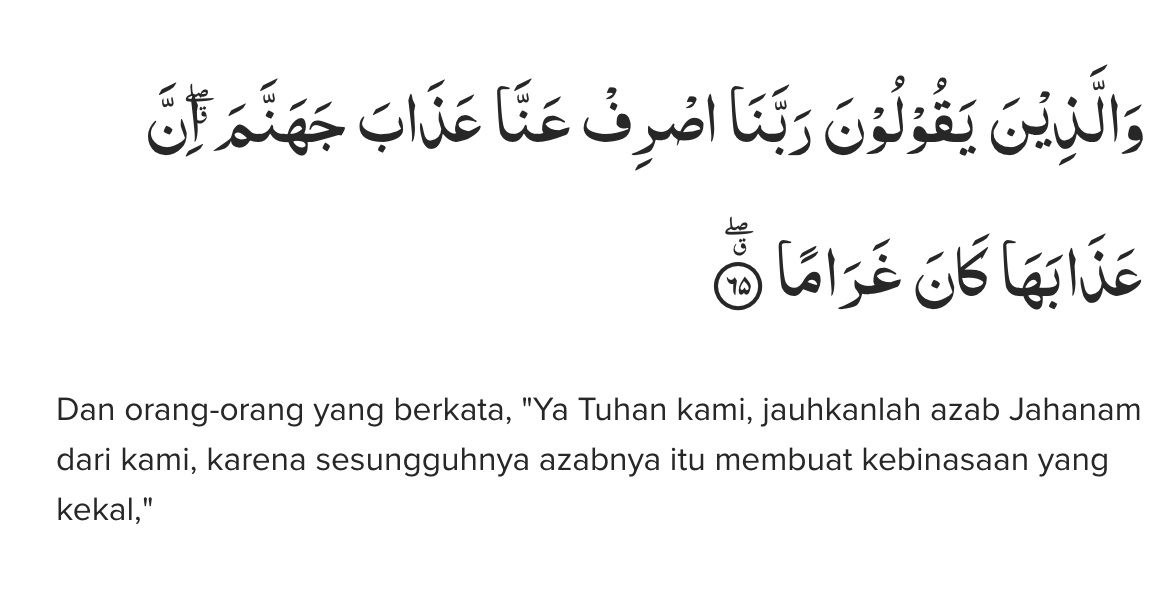 وَالَّذِيْنَ يَقُوْلُوْنَ رَبَّنَا اصْرِفْ عَنَّا عَذَابَ جَهَنَّمَۖ اِنَّ
عَذَابَهَا كَانَ غَرَامًا ۖ ٦٥
Dan orang-orang yang berkata, "Ya Tuhan kami, jauhkanlah azab Jahanam
dari kami, karena sesungguhnya azabnya itu membuat kebinasaan yang
kekal,"